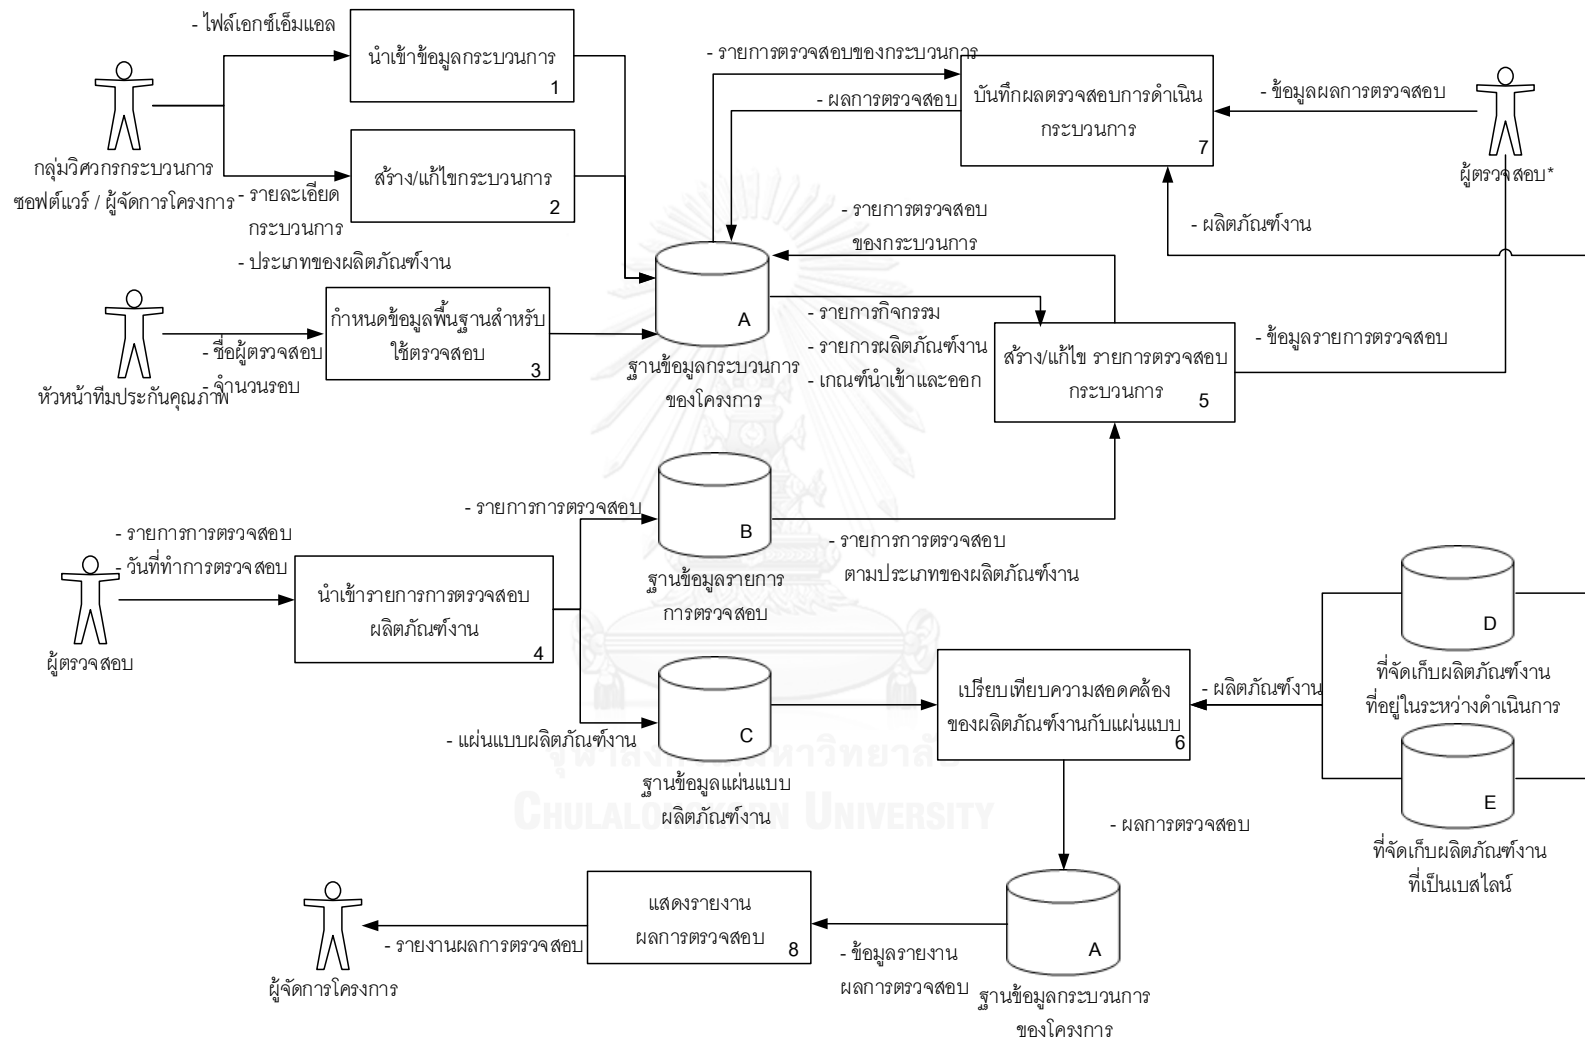 - ไฟล์เอกซ์เอ็มแอล
นำเข้าข้อมูลกระบวนการ
1
กลุ่มวิศวกรกระบวนการ
ซอฟต์แวร์ / ผู้จัดการโครงการ
สร้าง/แก้ไขกระบวนการ
2
- รายละเอียด
กระบวนการ
- ประเภทของผลิตภัณฑ์งาน
หัวหน้าทีมประกันคุณภาพ
- ชื่อผู้ตรวจสอบ
- จำนวนรอบ
กำหนดข้อมูลพื้นฐานสำหรับ
ใช้ตรวจสอบ
3
A
ฐานข้อมูลกระบวนการ
ของโครงการ
- รายการตรวจสอบของกระบวนการ
- ผลการตรวจสอบ
บันทึกผลตรวจสอบการดำเนิน
กระบวนการ
7
- ข้อมูลผลการตรวจสอบ
ผู้ตรวจสอบ*
- ผลิตภัณฑ์งาน
- รายการตรวจสอบ
ของกระบวนการ
- รายการกิจกรรม
- รายการผลิตภัณฑ์งาน
- เกณฑ์นำเข้าและออก
สร้าง/แก้ไข รายการตรวจสอบ
กระบวนการ
5
- ข้อมูลรายการตรวจสอบ
- รายการการตรวจสอบ
- วันที่ทำการตรวจสอบ
ผู้ตรวจสอบ
นำเข้ารายการการตรวจสอบ
ผลิตภัณฑ์งาน
4
- รายการการตรวจสอบ
B
ฐานข้อมูลรายการ
การตรวจสอบ
- รายการการตรวจสอบ
ตามประเภทของผลิตภัณฑ์งาน
- แผ่นแบบผลิตภัณฑ์งาน
C
ฐานข้อมูลแผ่นแบบ
ผลิตภัณฑ์งาน
เปรียบเทียบความสอดคล้อง
ของผลิตภัณฑ์งานกับแผ่นแบบ
6
- ผลิตภัณฑ์งาน
D
ที่จัดเก็บผลิตภัณฑ์งาน
ที่อยู่ในระหว่างดำเนินการ
E
ที่จัดเก็บผลิตภัณฑ์งาน
ที่เป็นเบสไลน์
จุฬาลงกรณ์มหาวิทยาลัย
CHULALONGKORN UNIVERSITY
- ผลการตรวจสอบ
A
ฐานข้อมูลกระบวนการ
ของโครงการ
- ข้อมูลรายงาน
ผลการตรวจสอบ
แสดงรายงาน
ผลการตรวจสอบ
8
- รายงานผลการตรวจสอบ
ผู้จัดการโครงการ